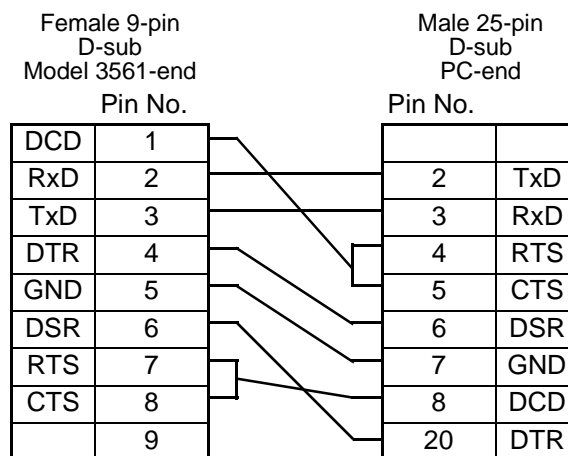 Female 9-pin
D-sub
Model 3561-end
Male 25-pin
D-sub
PC-end
Pin No.
Pin No.
DCD 1
RxD 2 2 TxD
TxD 3 3 RxD
DTR 4 4 RTS
GND 5 5 CTS
DSR 6 6 DSR
RTS 7 7 GND
CTS 8 8 DCD
9 20 DTR